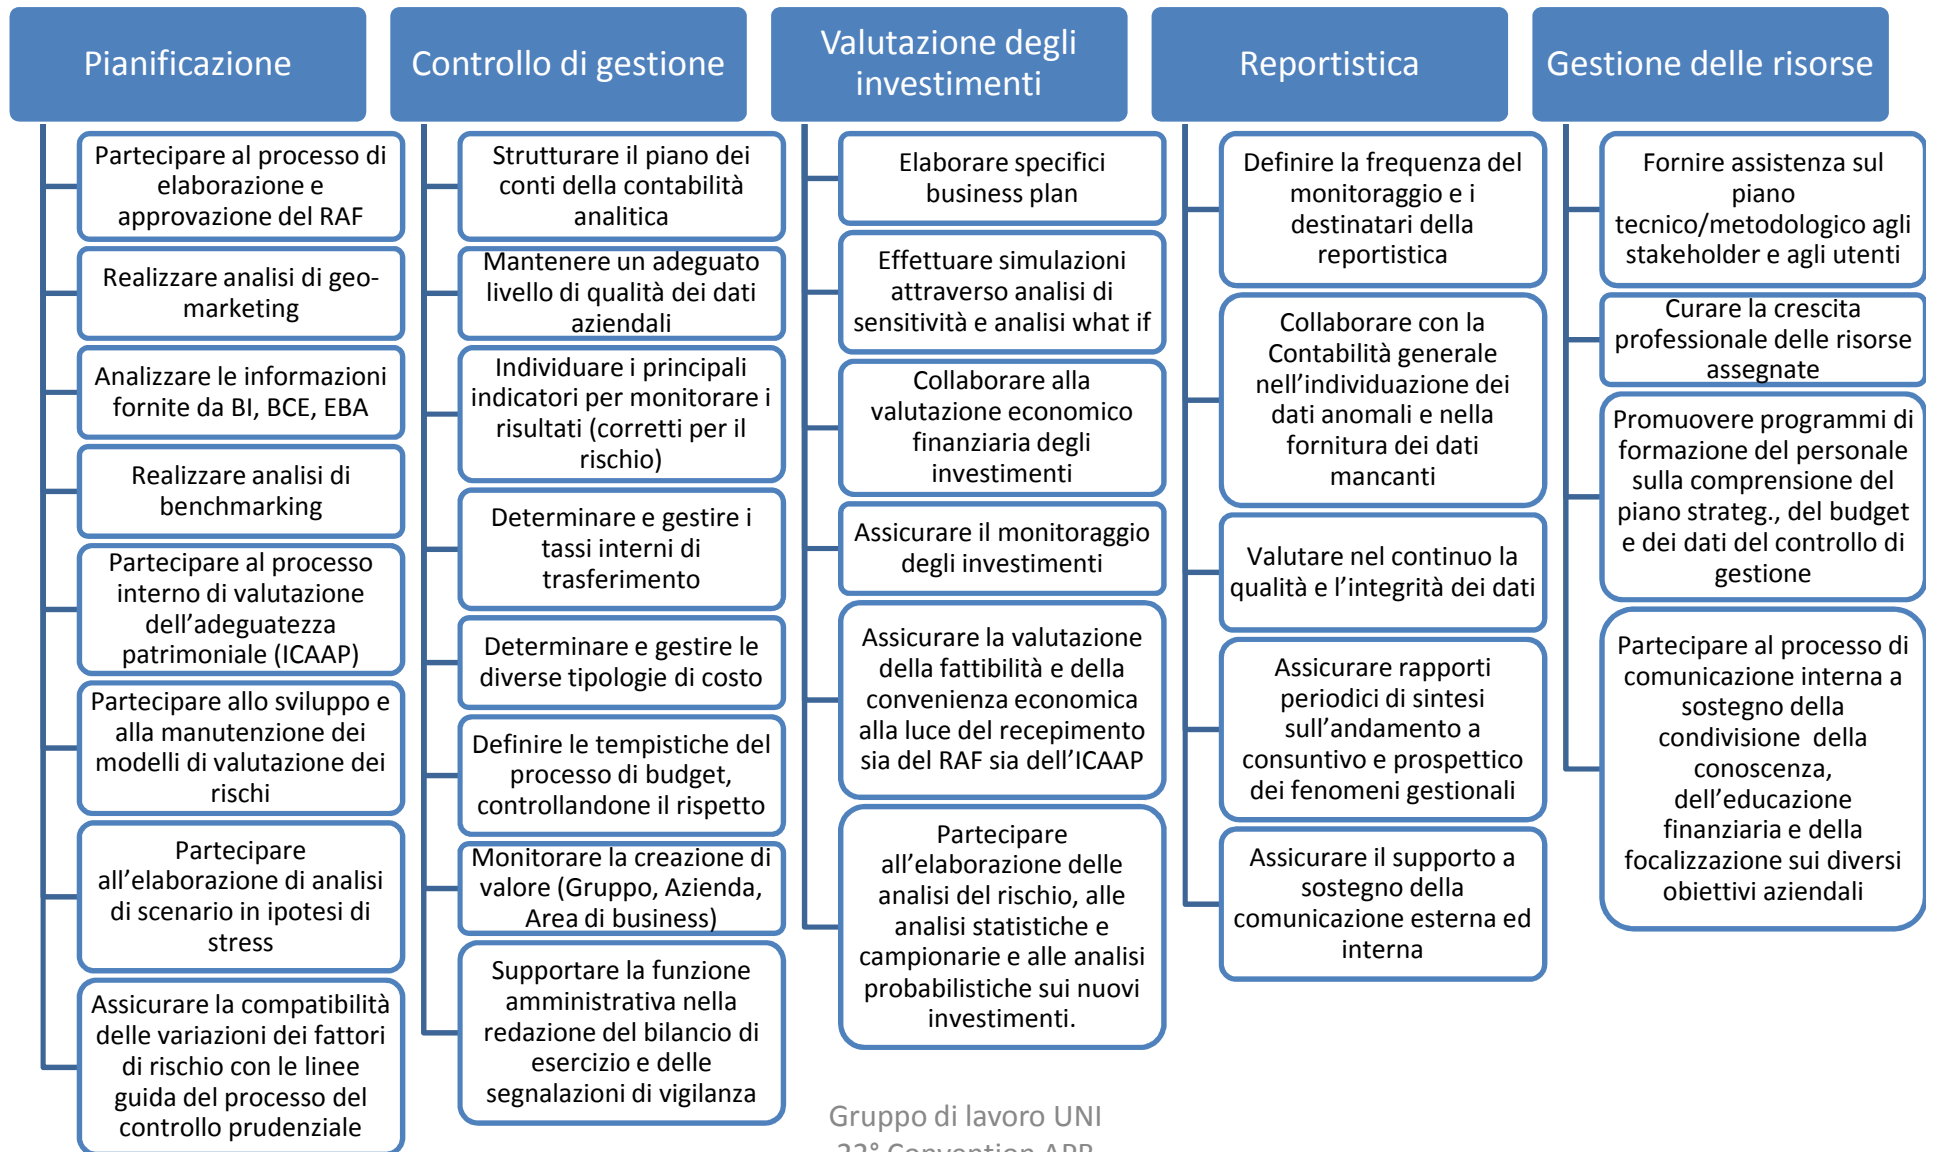 Pianificazione
Partecipare al processo di
elaborazione e
approvazione del RAF
Realizzare analisi di geo-
marketing
Analizzare le informazioni
fornite da BI, BCE, EBA
Realizzare analisi di
benchmarking
Partecipare al processo
interno di valutazione
dell’adeguatezza
patrimoniale (ICAAP)
Partecipare allo sviluppo e
alla manutenzione dei
modelli di valutazione dei
rischi
Partecipare
all’elaborazione di analisi
di scenario in ipotesi di
stress
Assicurare la compatibilità
delle variazioni dei fattori
di rischio con le linee
guida del processo del
controllo prudenziale
Controllo di gestione
Strutturare il piano dei
conti della contabilità
analitica
Mantenere un adeguato
livello di qualità dei dati
aziendali
Individuare i principali
indicatori per monitorare i
risultati (corretti per il
rischio)
Determinare e gestire i
tassi interni di
trasferimento
Determinare e gestire le
diverse tipologie di costo
Definire le tempistiche del
processo di budget,
controllandone il rispetto
Monitorare la creazione di
valore (Gruppo, Azienda,
Area di business)
Supportare la funzione
amministrativa nella
redazione del bilancio di
esercizio e delle
segnalazioni di vigilanza
Valutazione degli
investimenti
Elaborare specifici
business plan
Effettuare simulazioni
attraverso analisi di
sensitività e analisi what if
Collaborare alla
valutazione economico
finanziaria degli
investimenti
Assicurare il monitoraggio
degli investimenti
Assicurare la valutazione
della fattibilità e della
convenienza economica
alla luce del recepimento
sia del RAF sia dell’ICAAP
Partecipare
all’elaborazione delle
analisi del rischio, alle
analisi statistiche e
campionarie e alle analisi
probabilistiche sui nuovi
investimenti.
Reportistica
Definire la frequenza del
monitoraggio e i
destinatari della
reportistica
Collaborare con la
Contabilità generale
nell’individuazione dei
dati anomali e nella
fornitura dei dati
mancanti
Valutare nel continuo la
qualità e l’integrità dei dati
Assicurare rapporti
periodici di sintesi
sull’andamento a
consuntivo e prospettico
dei fenomeni gestionali
Assicurare il supporto a
sostegno della
comunicazione esterna ed
interna
Gestione delle risorse
Fornire assistenza sul
piano
tecnico/metodologico agli
stakeholder e agli utenti
Curare la crescita
professionale delle risorse
assegnate
Promuovere programmi di
formazione del personale
sulla comprensione del
piano strateg., del budget
e dei dati del controllo di
gestione
Partecipare al processo di
comunicazione interna a
sostegno della
condivisione della
conoscenza,
dell’educazione
finanziaria e della
focalizzazione sui diversi
obiettivi aziendali
Gruppo di lavoro UNI
22° Convention APB